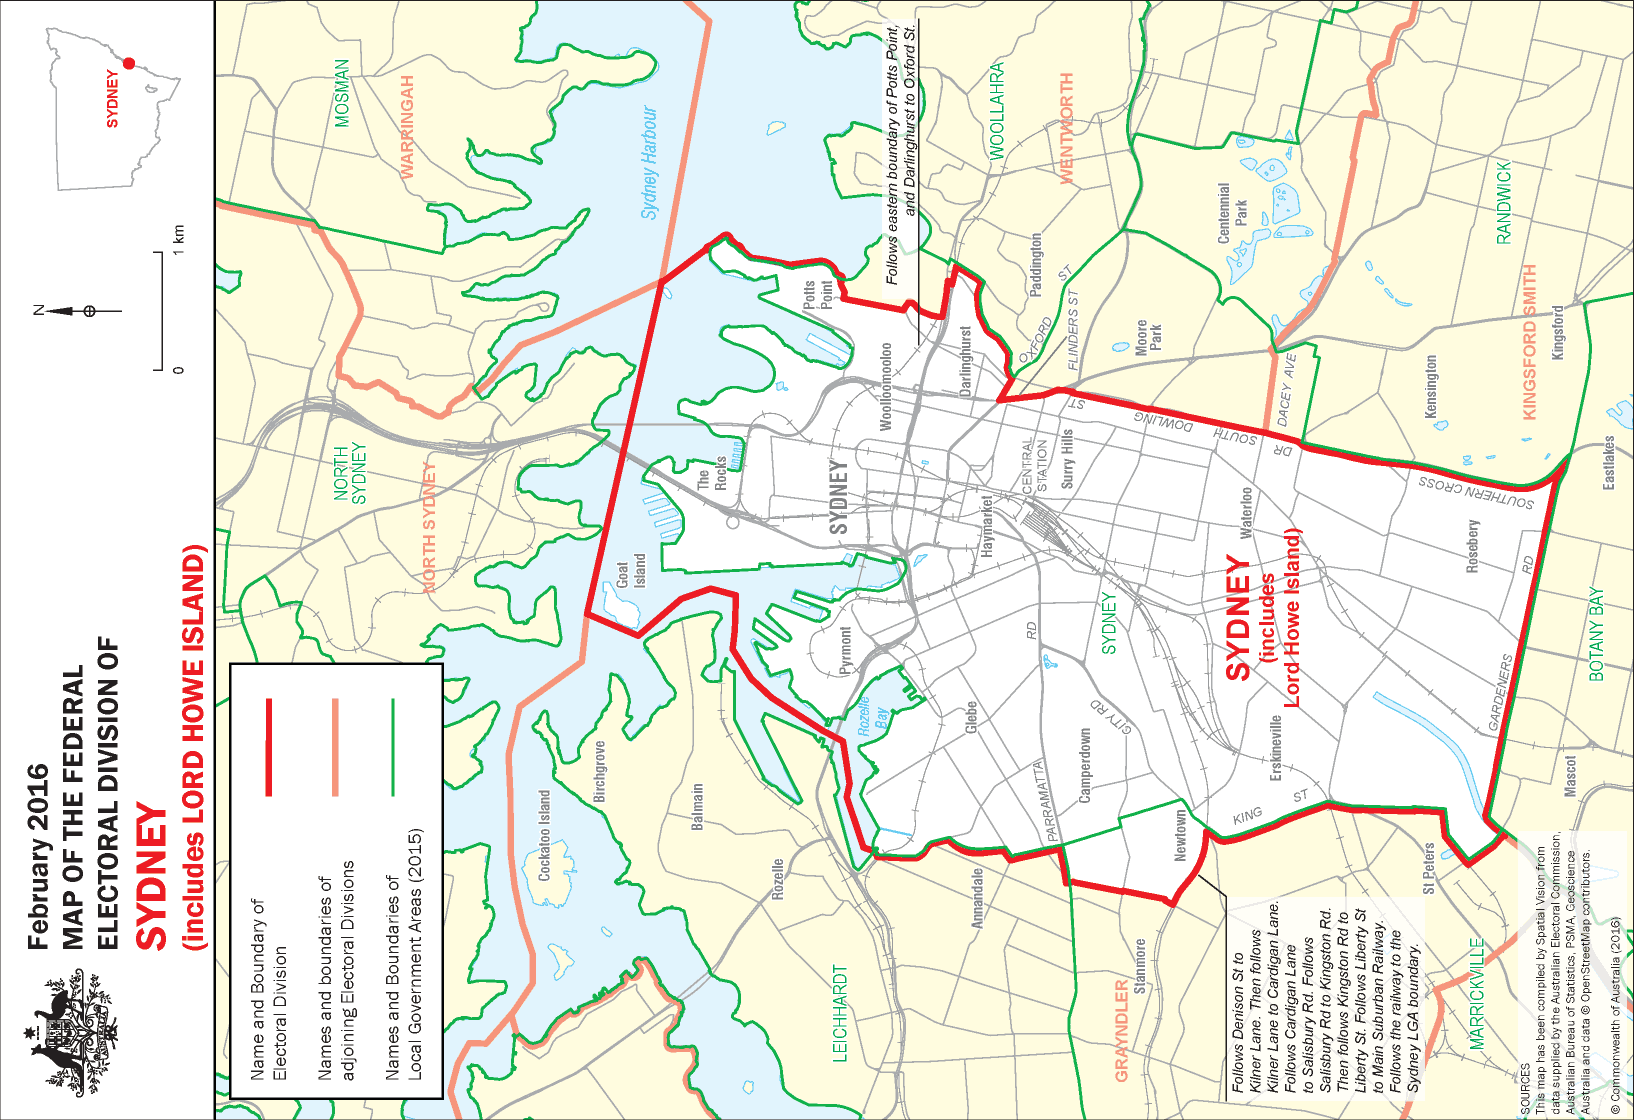 February 2016
MAP OF THE FEDERAL
ELECTORAL DIVISION OF
SYDNEY
(includes LORD HOWE ISLAND)
N
0
1 km
SYDNEY
Name and Boundary of
Electoral Division
Names and boundaries of
adjoining Electoral Divisions
Names and Boundaries of
Local Government Areas (2015)
MOSMAN
WARRINGAH
Sydney Harbour
NORTH
SYDNEY
NORTH SYDNEY
Follows eastern boundary of Potts Point,
and Darlinghurst to Oxford St.
WOOLLAHRA
WENTWORTH
Centennial
Park
RANDWICK
Paddington
OXFORD
ST
FLINDERS ST
Moore
Park
DACEY AVE
Kensington
KINGSFORD SMITH
Kingsford
Eastlakes
Potts
Point
Woolloomooloo
Darlinghurst
The
Rocks
SYDNEY
Haymarket
CENTRAL
STATION
Surry Hills
ST
DOWLING
SOUTH
DR
SOUTHERN CROSS
Waterloo
Rosebery
RD
GARDENERS
BOTANY BAY
Goat
Island
Pyrmont
RD
SYDNEY
SYDNEY
(includes
Lord Howe Island)
Rozelle
Bay
Glebe
CITY RD
Camperdown
PARRAMATTA
Erskineville
KING
ST
Newtown
Mascot
Birchgrove
Balmain
Cockatoo Island
Rozelle
Annandale
Stanmore
St Peters
LEICHHARDT
GRAYNDLER
MARRICKVILLE
Follows Denison St to
Kilner Lane. Then follows
Kilner Lane to Cardigan Lane.
Follows Cardigan Lane
to Salisbury Rd. Follows
Salisbury Rd to Kingston Rd.
Then follows Kingston Rd to
Liberty St. Follows Liberty St
to Main Suburban Railway.
Follows the railway to the
Sydney LGA boundary.
SOURCES
This map has been compiled by Spatial Vision from
data supplied by the Australian Electoral Commission,
Australian Bureau of Statistics, PSMA, Geoscience
Australia and data © OpenStreetMap contributors.
© Commonwealth of Australia (2016)